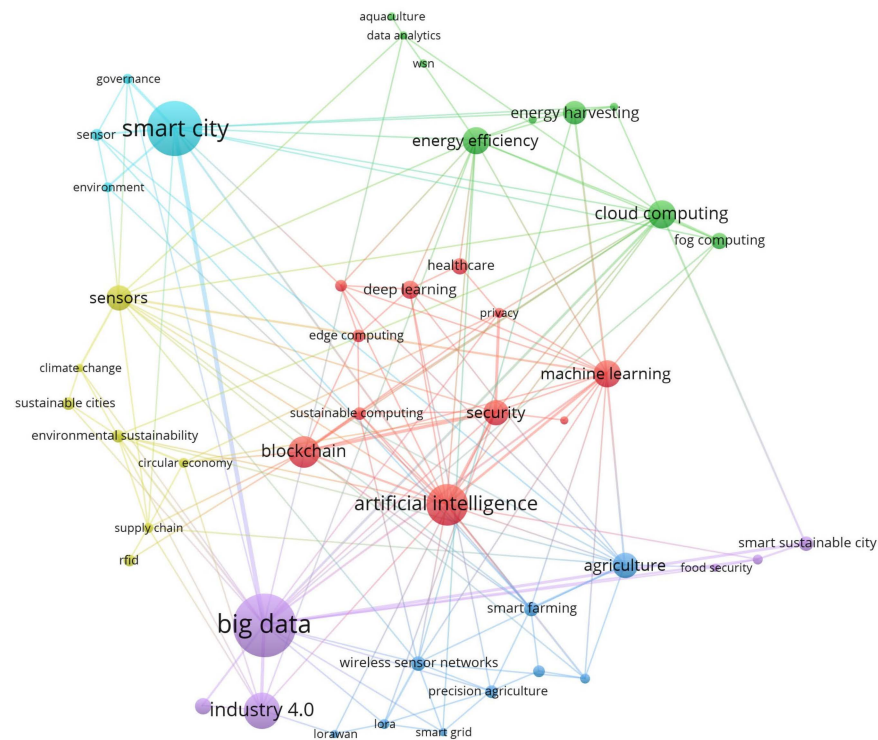 aquaculture
data analytics
wsn
governance
energy harvesting
smart city
sensor
energy efficiency
environment
cloud computing
fog computing
healthcare
deep learning
sensors
privacy
edge computing
climate change
machine learning
sustainable cities
sustainable computing
security
environmental sustainability
blockchain
circular economy
artificial intelligence
supply chain
smart sustainable city
rfid
agriculture
food security
smart farming
big data
wireless sensor networks
precision agriculture
industry 4.0
lora
lorawan
smart grid